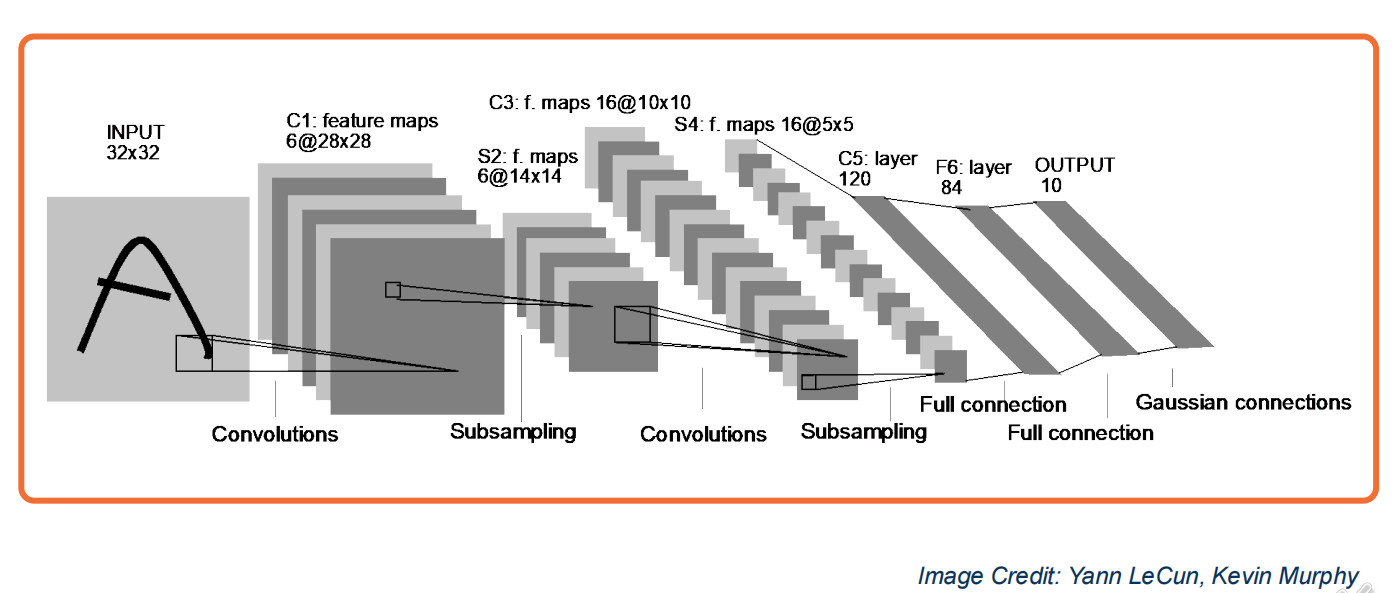 INPUT
32x32
C1: feature maps
6@28x28
S2: f. maps
6@14x14
C3: f. maps 16@10x10
S4: f. maps 16@5x5
C5: layer
120
F6: layer
84
OUTPUT
10
Convolutions
Subsampling
Convolutions
Subsampling
Full connection
Full connection
Gaussian connections
Image Credit: Yann LeCun, Kevin Murphy